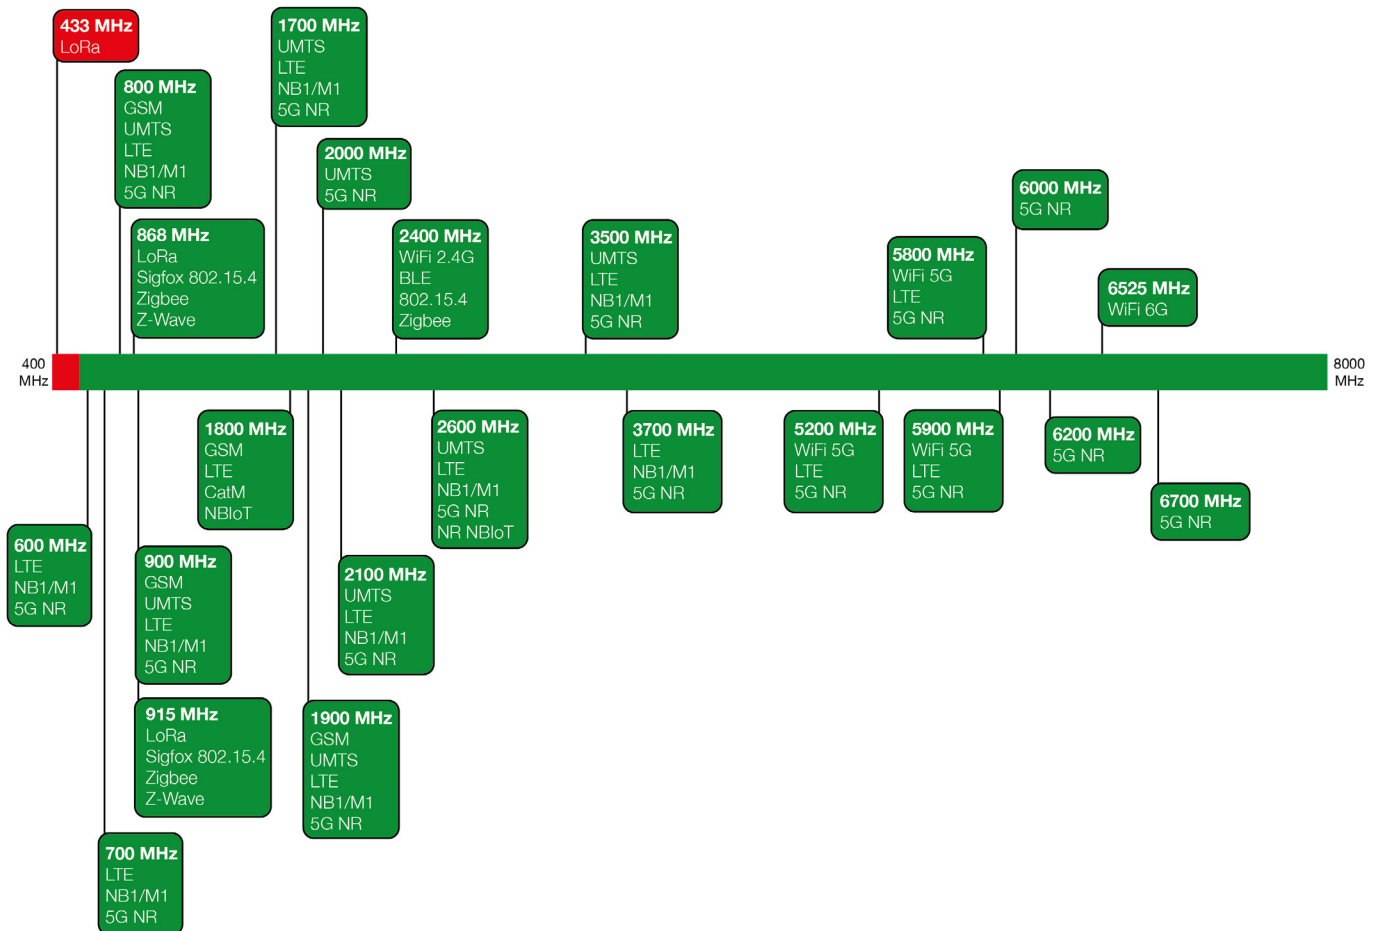 433 MHz
LoRa
800 MHz
GSM
UMTS
LTE
NB1/M1
5G NR
868 MHz
LoRa
Sigfox 802.15.4
Zigbee
Z-Wave
1700 MHz
UMTS
LTE
NB1/M1
5G NR
2000 MHz
UMTS
5G NR
2400 MHz
WiFi 2.4G
BLE
802.15.4
Zigbee
3500 MHz
UMTS
LTE
NB1/M1
5G NR
5800 MHz
WiFi 5G
LTE
5G NR
6000 MHz
5G NR
6525 MHz
WiFi 6G
400
MHz
8000
MHz
600 MHz
LTE
NB1/M1
5G NR
700 MHz
LTE
NB1/M1
5G NR
900 MHz
GSM
UMTS
LTE
NB1/M1
5G NR
915 MHz
LoRa
Sigfox 802.15.4
Zigbee
Z-Wave
1800 MHz
GSM
LTE
CatM
NBIoT
1900 MHz
GSM
UMTS
LTE
NB1/M1
5G NR
2100 MHz
UMTS
LTE
NB1/M1
5G NR
2600 MHz
UMTS
LTE
NB1/M1
5G NR
NR NBIoT
3700 MHz
LTE
NB1/M1
5G NR
5200 MHz
WiFi 5G
LTE
5G NR
5900 MHz
WiFi 5G
LTE
5G NR
6200 MHz
5G NR
6700 MHz
5G NR